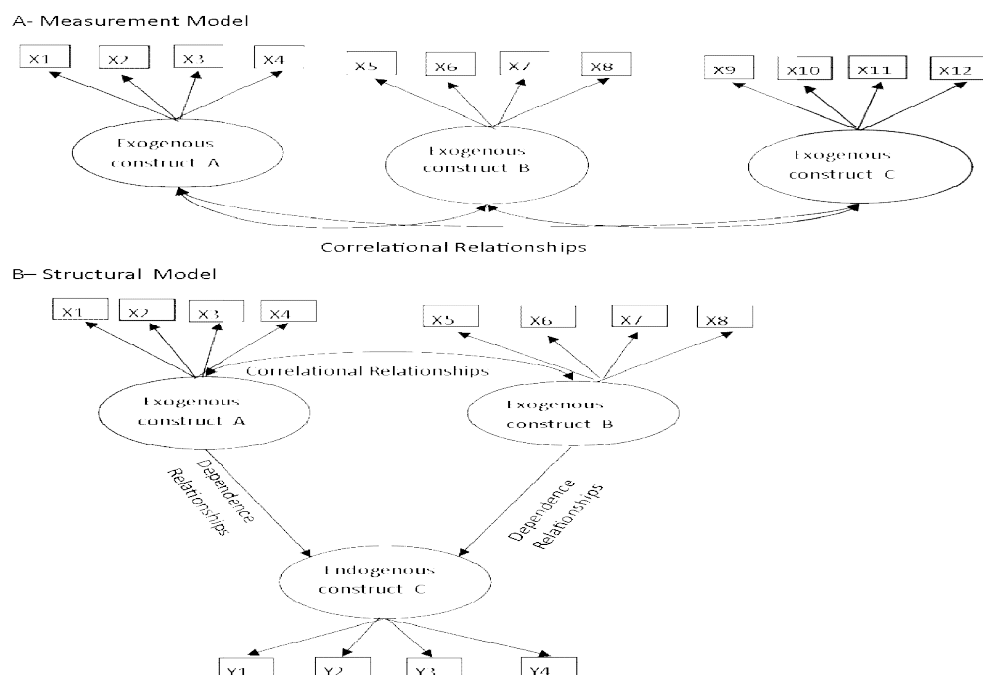 A- Measurement Model
X1 X2 X3 X4 X5 X6 X7 X8 X9 X10 X11 X12
Exogenous
construct A
Exogenous
construct B
Exogenous
construct C
Correlational Relationships
B– Structural Model
X1 X2 X3 X4 X5 X6 X7 X8
Correlational Relationships
Exogenous
construct A
Exogenous
construct B
Dependence
Relationships
Dependence
Relationships
Endogenous
construct C
Y1 Y2 Y3 Y4